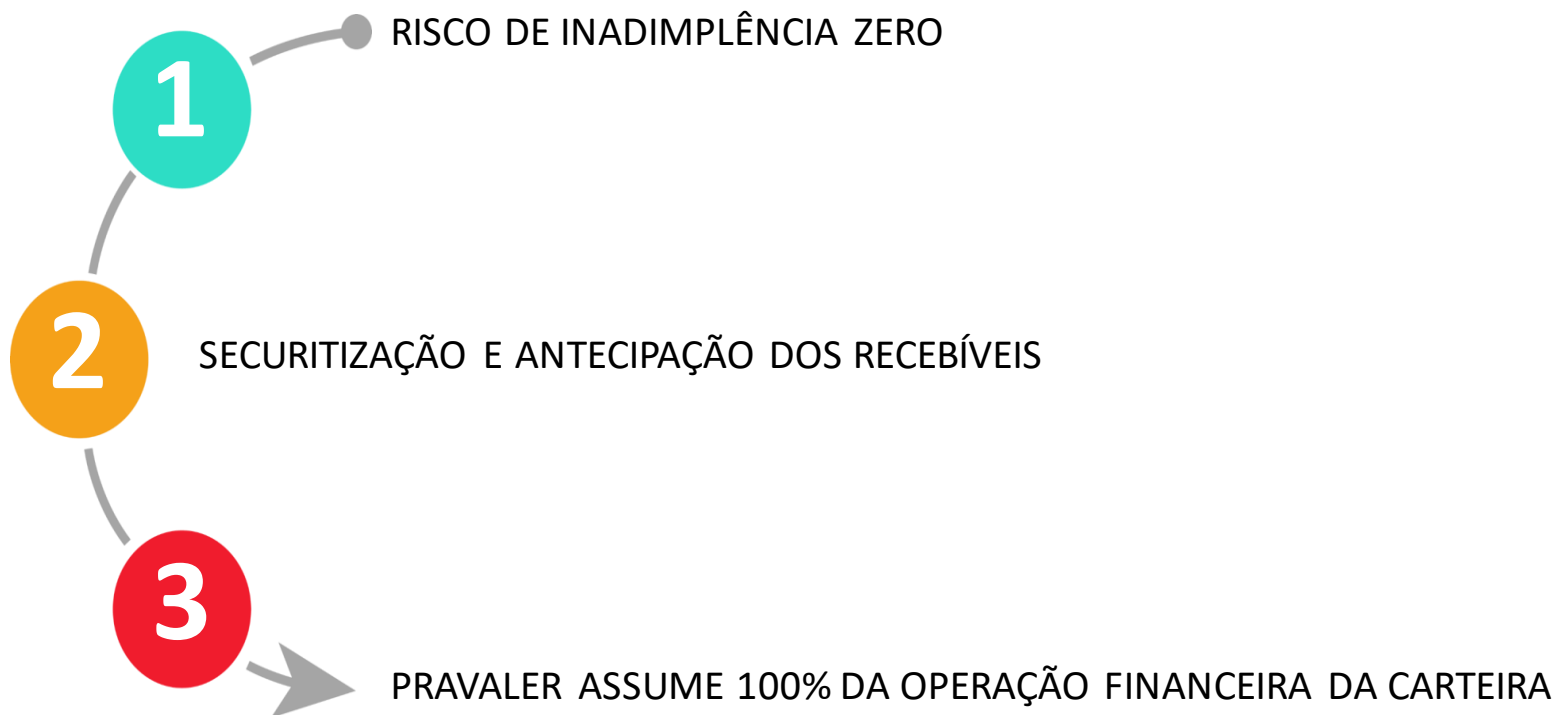 1
RISCO DE INADIMPLÊNCIA ZERO
2
SECURITIZAÇÃO E ANTECIPAÇÃO DOS RECEBÍVEIS
3
PRAVALER ASSUME 100% DA OPERAÇÃO FINANCEIRA DA CARTEIRA